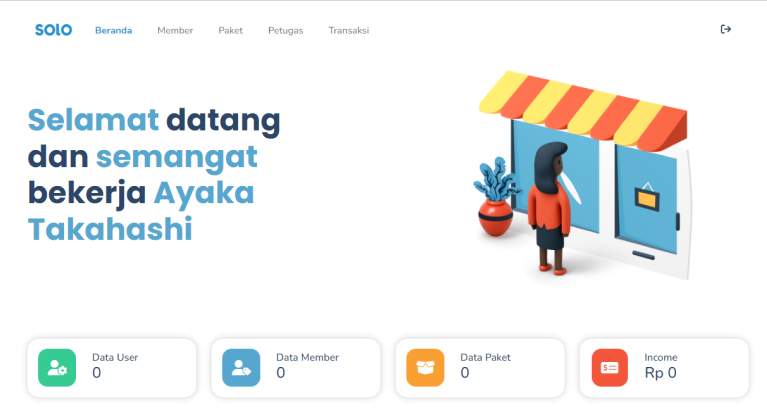 SOLO
Beranda
Member
Paket
Petugas
Transaksi
Selamat datang
dan semangat
bekerja Ayaka
Takahashi
Data User
0
Data Member
0
Data Paket
0
Income
Rp 0